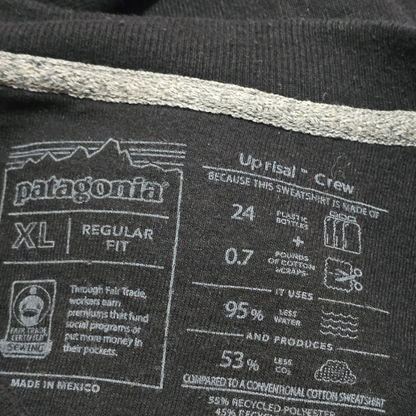 patagonia®
XL
REGULAR
FIT
FAIR TRADE
CERTIFIED
SEWING
Through Fair Trade,
workers earn
premiums that fund
social programs or
put more money in
their pockets.
MADE IN MEXICO
Uprisal™ Crew
BECAUSE THIS SWEATSHIRT IS MADE OF
24 PLASTIC
BOTTLES
+
0.7 POUNDS
OF COTTON
SCRAPS
IT USES
95% LESS
WATER
AND PRODUCES
53% LESS
CO₂
COMPARED TO A CONVENTIONAL COTTON SWEATSHIRT
55% RECYCLED POLYESTER
45% RECYCLED